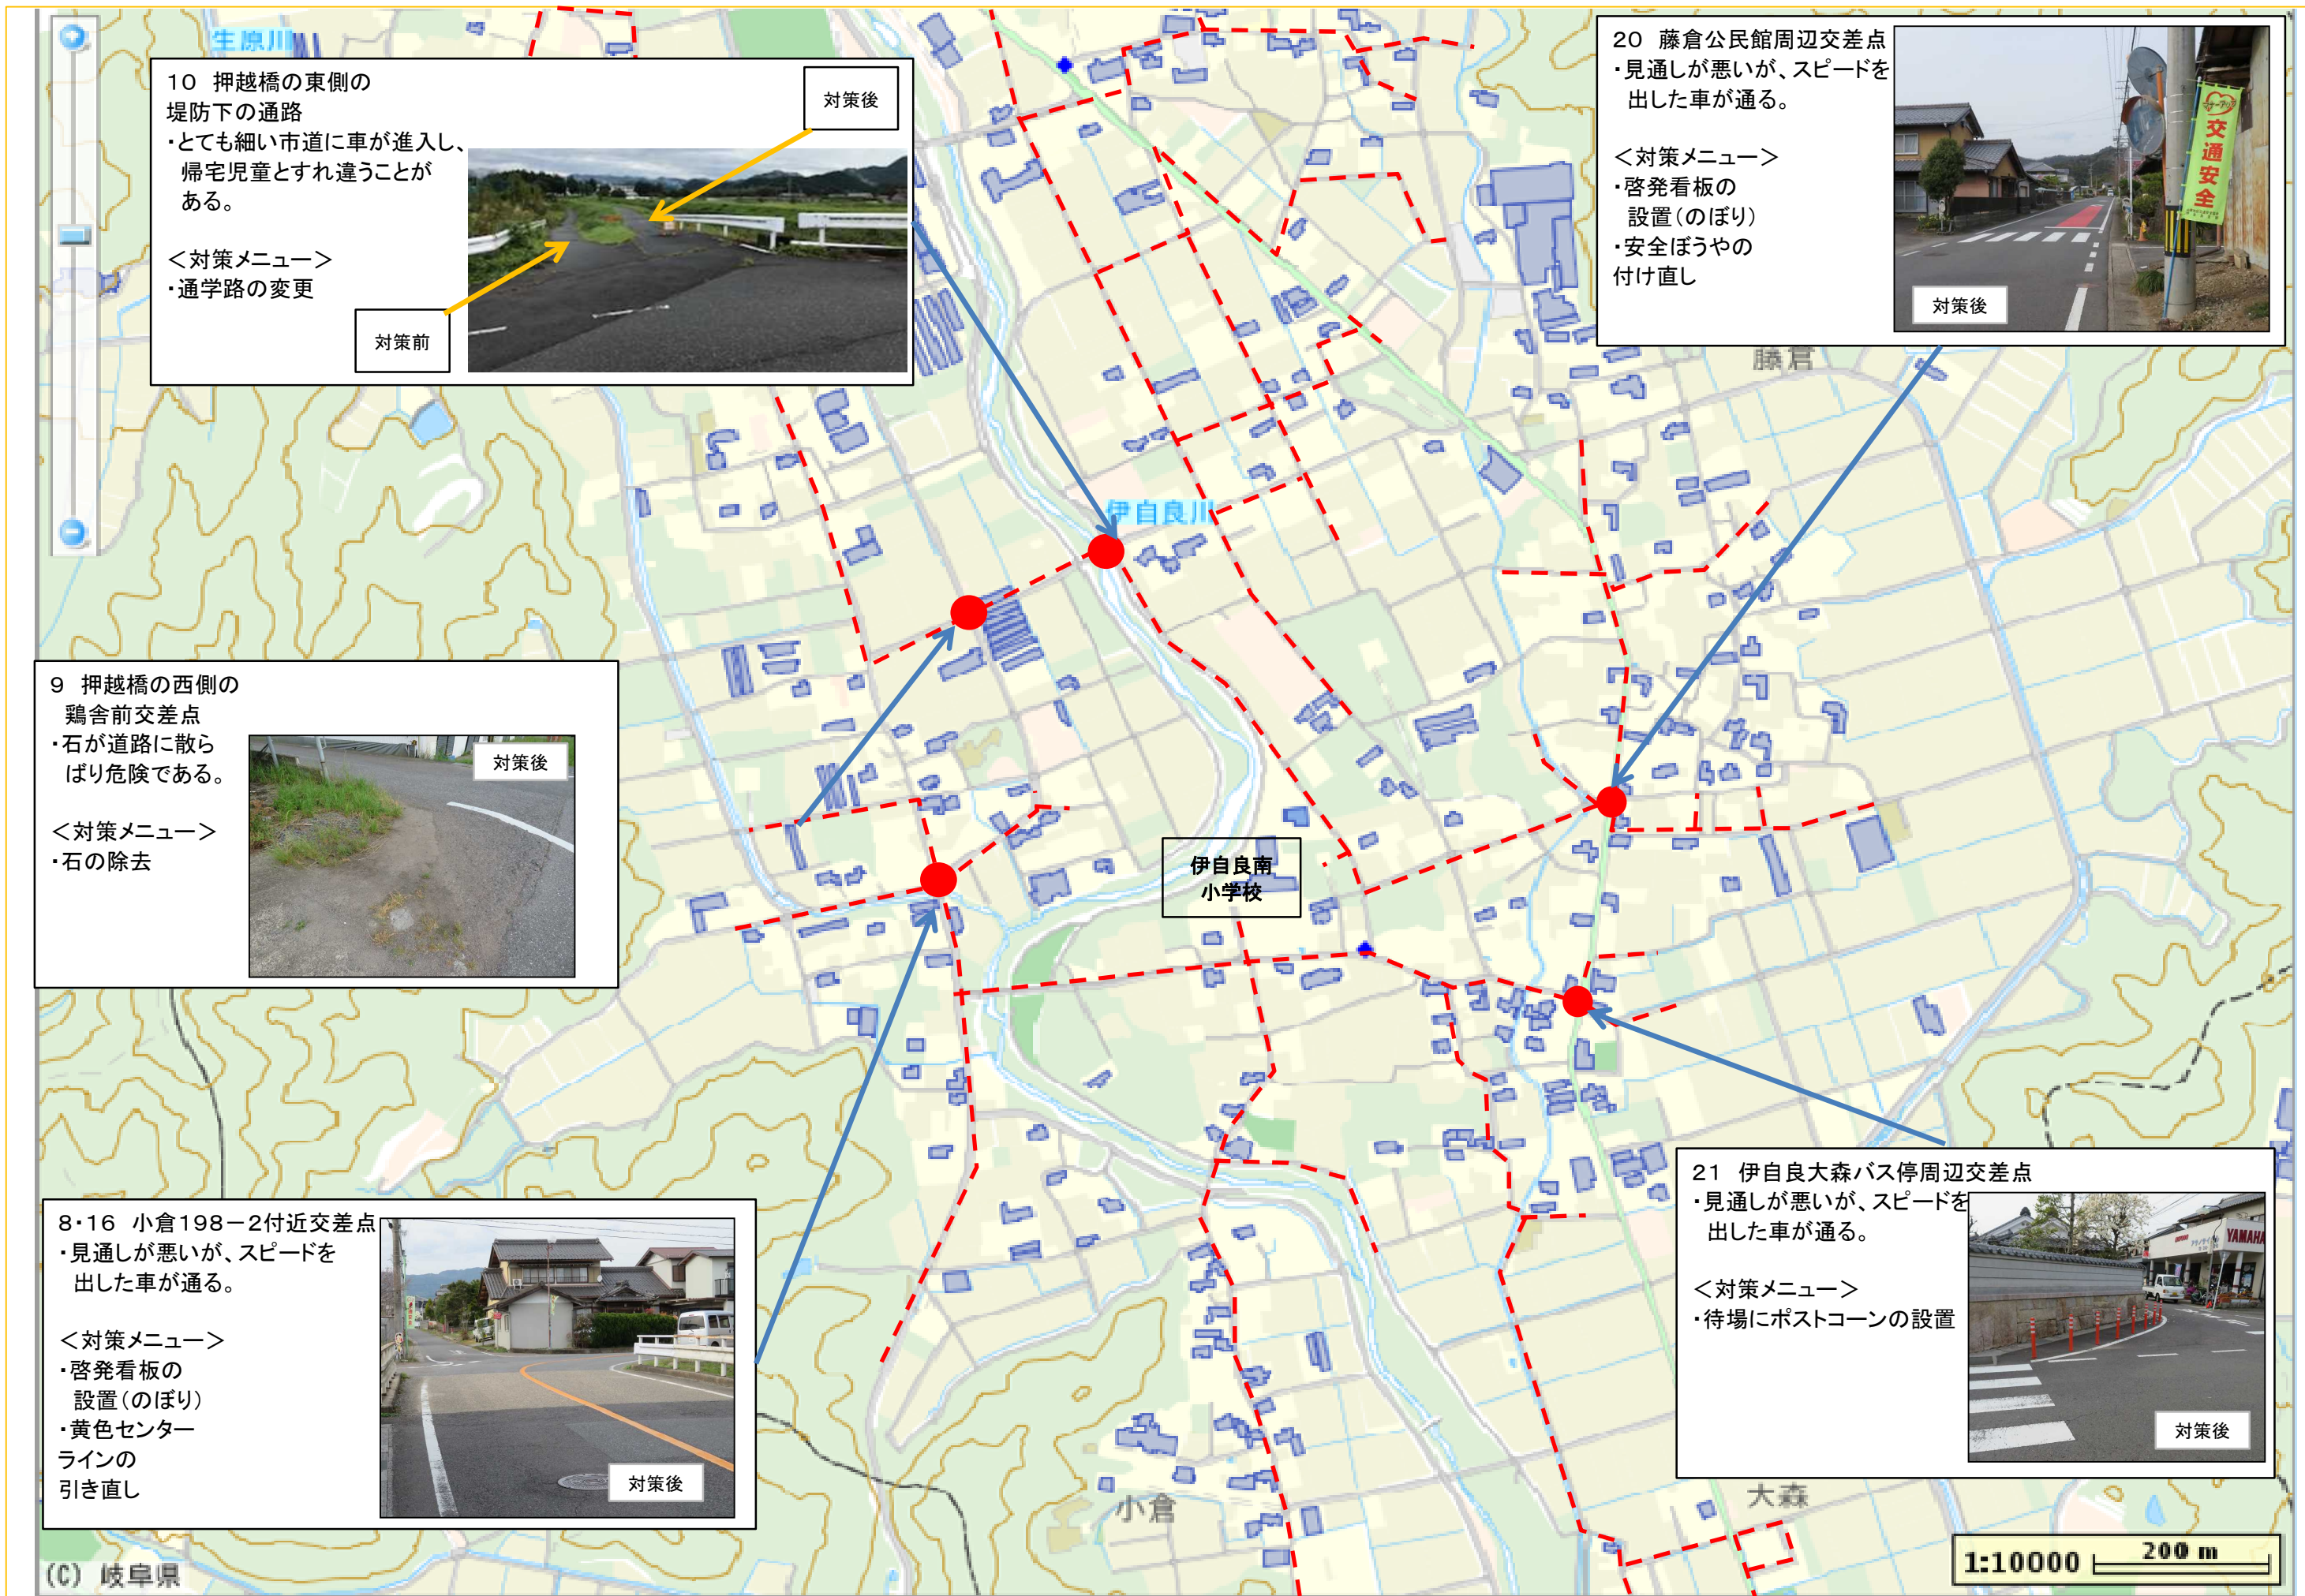 生原川
10 押越橋の東側の
堤防下の通路
・とても細い市道に車が進入し、
帰宅児童とすれ違うことが
ある。
＜対策メニュー＞
・通学路の変更
対策後
対策前
20 藤倉公民館周辺交差点
・見通しが悪いが、スピードを
出した車が通る。
＜対策メニュー＞
・啓発看板の
設置（のぼり）
・安全ぼうやの
付け直し
交通安全
対策後
藤倉
伊自良川
9 押越橋の西側の
鶏舎前交差点
・石が道路に散ら
ばり危険である。
＜対策メニュー＞
・石の除去
対策後
伊自良南
小学校
8・16 小倉198－2付近交差点
・見通しが悪いが、スピードを
出した車が通る。
＜対策メニュー＞
・啓発看板の
設置（のぼり）
・黄色センター
ラインの
引き直し
対策後
21 伊自良大森バス停周辺交差点
・見通しが悪いが、スピードを
出した車が通る。
＜対策メニュー＞
・待場にポストコーンの設置
YAMAHA
対策後
小倉
大森
(C) 岐阜県
1:10000
200 m